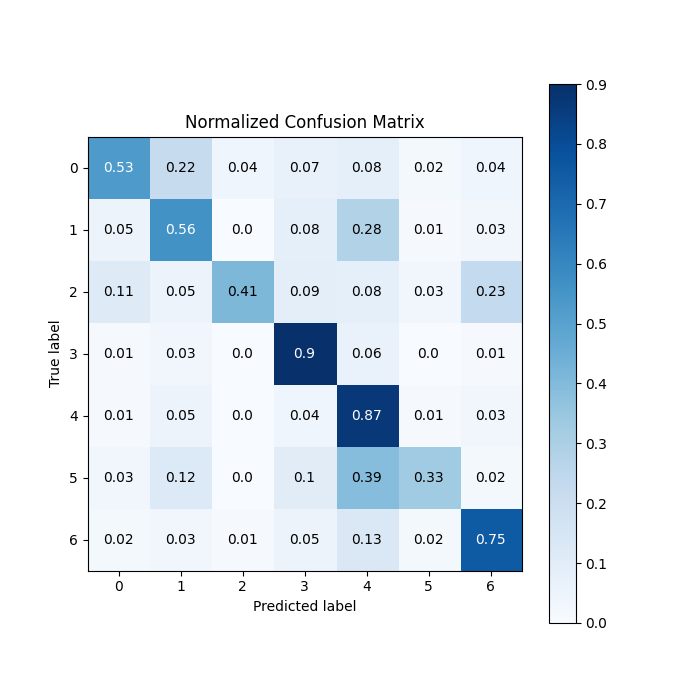 Normalized Confusion Matrix
0 0.53 0.22 0.04 0.07 0.08 0.02 0.04
1 0.05 0.56 0.0 0.08 0.28 0.01 0.03
2 0.11 0.05 0.41 0.09 0.08 0.03 0.23
3 0.01 0.03 0.0 0.9 0.06 0.0 0.01
4 0.01 0.05 0.0 0.04 0.87 0.01 0.03
5 0.03 0.12 0.0 0.1 0.39 0.33 0.02
6 0.02 0.03 0.01 0.05 0.13 0.02 0.75
0 1 2 3 4 5 6
Predicted label
True label
0.9
0.8
0.7
0.6
0.5
0.4
0.3
0.2
0.1
0.0